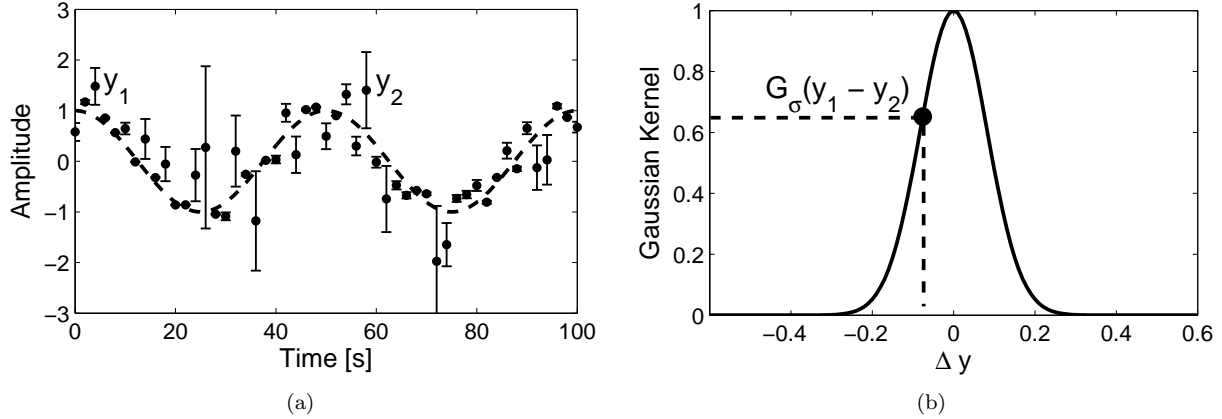 3
2
1
0
−1
−2
−3
Amplitude
y1
y2
0
20
40
60
80
100
Time [s]
(a)
1
0.8
0.6
0.4
0.2
0
Gaussian Kernel
Gσ(y1 − y2)
−0.4
−0.2
0
0.2
0.4
0.6
Δ y
(b)